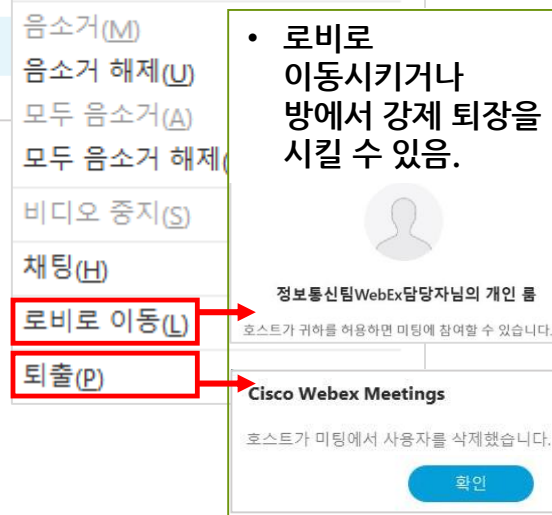 음소거(M)
음소거 해제(U)
모두 음소거(A)
모두 음소거 해제(
비디오 중지(S)
채팅(H)
로비로 이동(L)
퇴출(P)
• 로비로
이동시키거나
방에서 강제 퇴장을
시킬 수 있음.
정보통신팀WebEx담당자님의 개인 룸
호스트가 귀하를 허용하면 미팅에 참여할 수 있습니다.
Cisco Webex Meetings
호스트가 미팅에서 사용자를 삭제했습니다.
확인